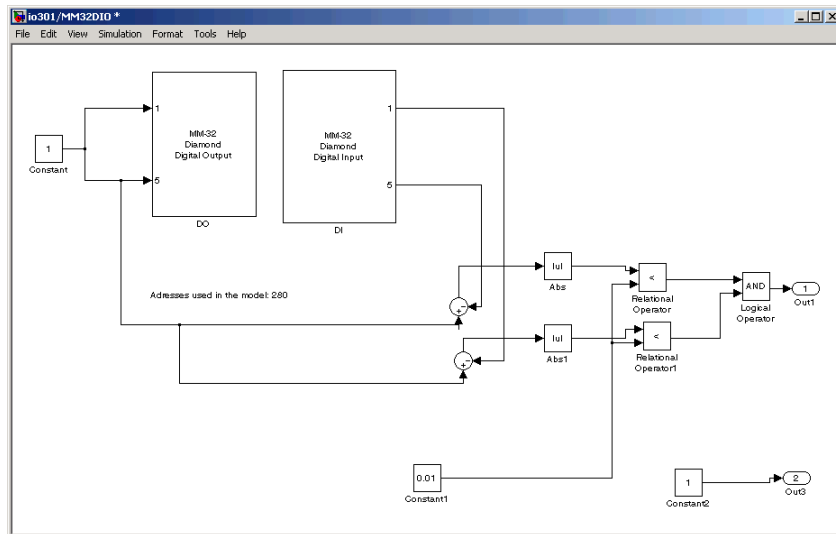 io301/MM32DIO *
File Edit View Simulation Format Tools Help
1
Constant
1
5
MM-32
Diamond
Digital Output
DO
MM-32
Diamond
Digital Input
1
5
DI
Adresses used in the model: 280
|u|
Abs
<
Relational
Operator
AND
Logical
Operator
1
Out1
|u|
Abs1
<
Relational
Operator1
0.01
Constant1
1
Constant2
2
Out3